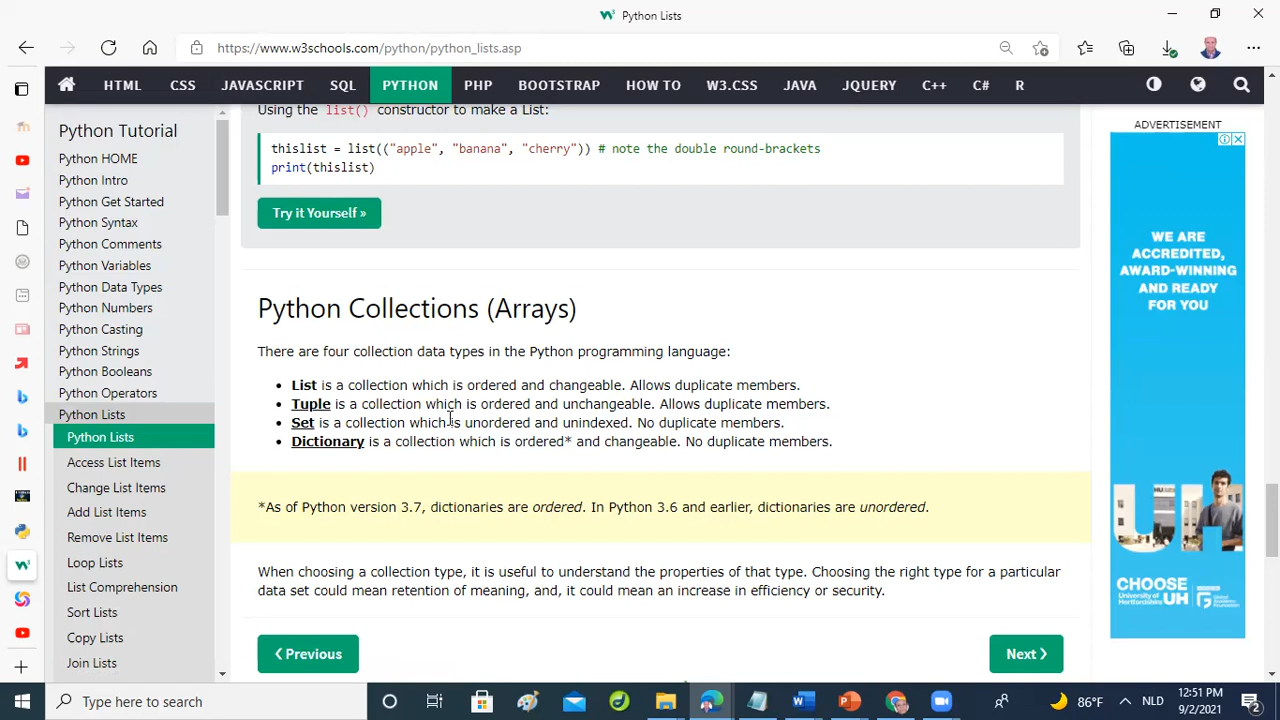 Python Lists
https://www.w3schools.com/python/python_lists.asp
HTML CSS JAVASCRIPT SQL PYTHON PHP BOOTSTRAP HOW TO W3.CSS JAVA JQUERY C++ C# R
Python Tutorial
Python HOME
Python Intro
Python Get Started
Python Syntax
Python Comments
Python Variables
Python Data Types
Python Numbers
Python Casting
Python Strings
Python Booleans
Python Operators
Python Lists
Python Lists
Access List Items
Change List Items
Add List Items
Remove List Items
Loop Lists
List Comprehension
Sort Lists
Copy Lists
Join Lists
Using the list() constructor to make a List:
thislist = list(("apple", "banana", "cherry")) # note the double round-brackets
print(thislist)
Try it Yourself »
Python Collections (Arrays)
There are four collection data types in the Python programming language:
• List is a collection which is ordered and changeable. Allows duplicate members.
• Tuple is a collection which is ordered and unchangeable. Allows duplicate members.
• Set is a collection which is unordered and unindexed. No duplicate members.
• Dictionary is a collection which is ordered* and changeable. No duplicate members.
*As of Python version 3.7, dictionaries are ordered. In Python 3.6 and earlier, dictionaries are unordered.
When choosing a collection type, it is useful to understand the properties of that type. Choosing the right type for a particular
data set could mean retention of meaning, and, it could mean an increase in efficiency or security.
❮ Previous
Next ❯
ADVERTISEMENT
WE ARE
ACCREDITED,
AWARD-WINNING
AND READY
FOR YOU
UH
CHOOSE
UH
University of
Hertfordshire
Type here to search
86°F
NLD
12:51 PM
9/2/2021
2